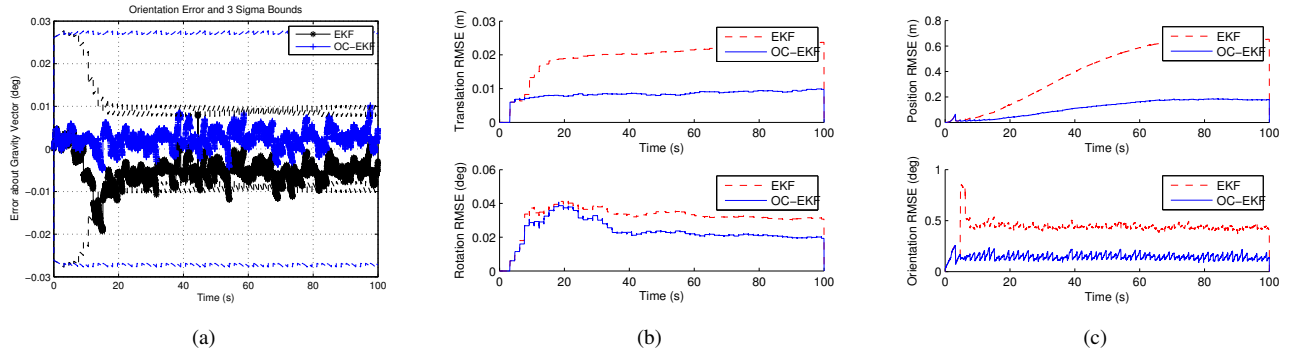 Orientation Error and 3 Sigma Bounds
0.03
0.02
0.01
0
−0.01
−0.02
−0.03
0 20 40 60 80 100
Error about Gravity Vector (deg)
Time (s)
EKF
OC−EKF
(a)
Translation RMSE (m)
0.03
0.02
0.01
0
0 20 40 60 80 100
Time (s)
EKF
OC−EKF
Rotation RMSE (deg)
0.06
0.04
0.02
0
0 20 40 60 80 100
Time (s)
EKF
OC−EKF
(b)
Position RMSE (m)
0.8
0.6
0.4
0.2
0
0 20 40 60 80 100
Time (s)
EKF
OC−EKF
Orientation RMSE (deg)
1
0.5
0
0 20 40 60 80 100
Time (s)
EKF
OC−EKF
(c)